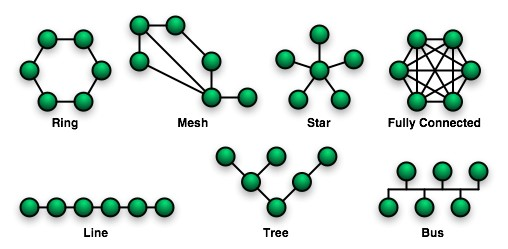 Ring
Mesh
Star
Fully Connected
Line
Tree
Bus